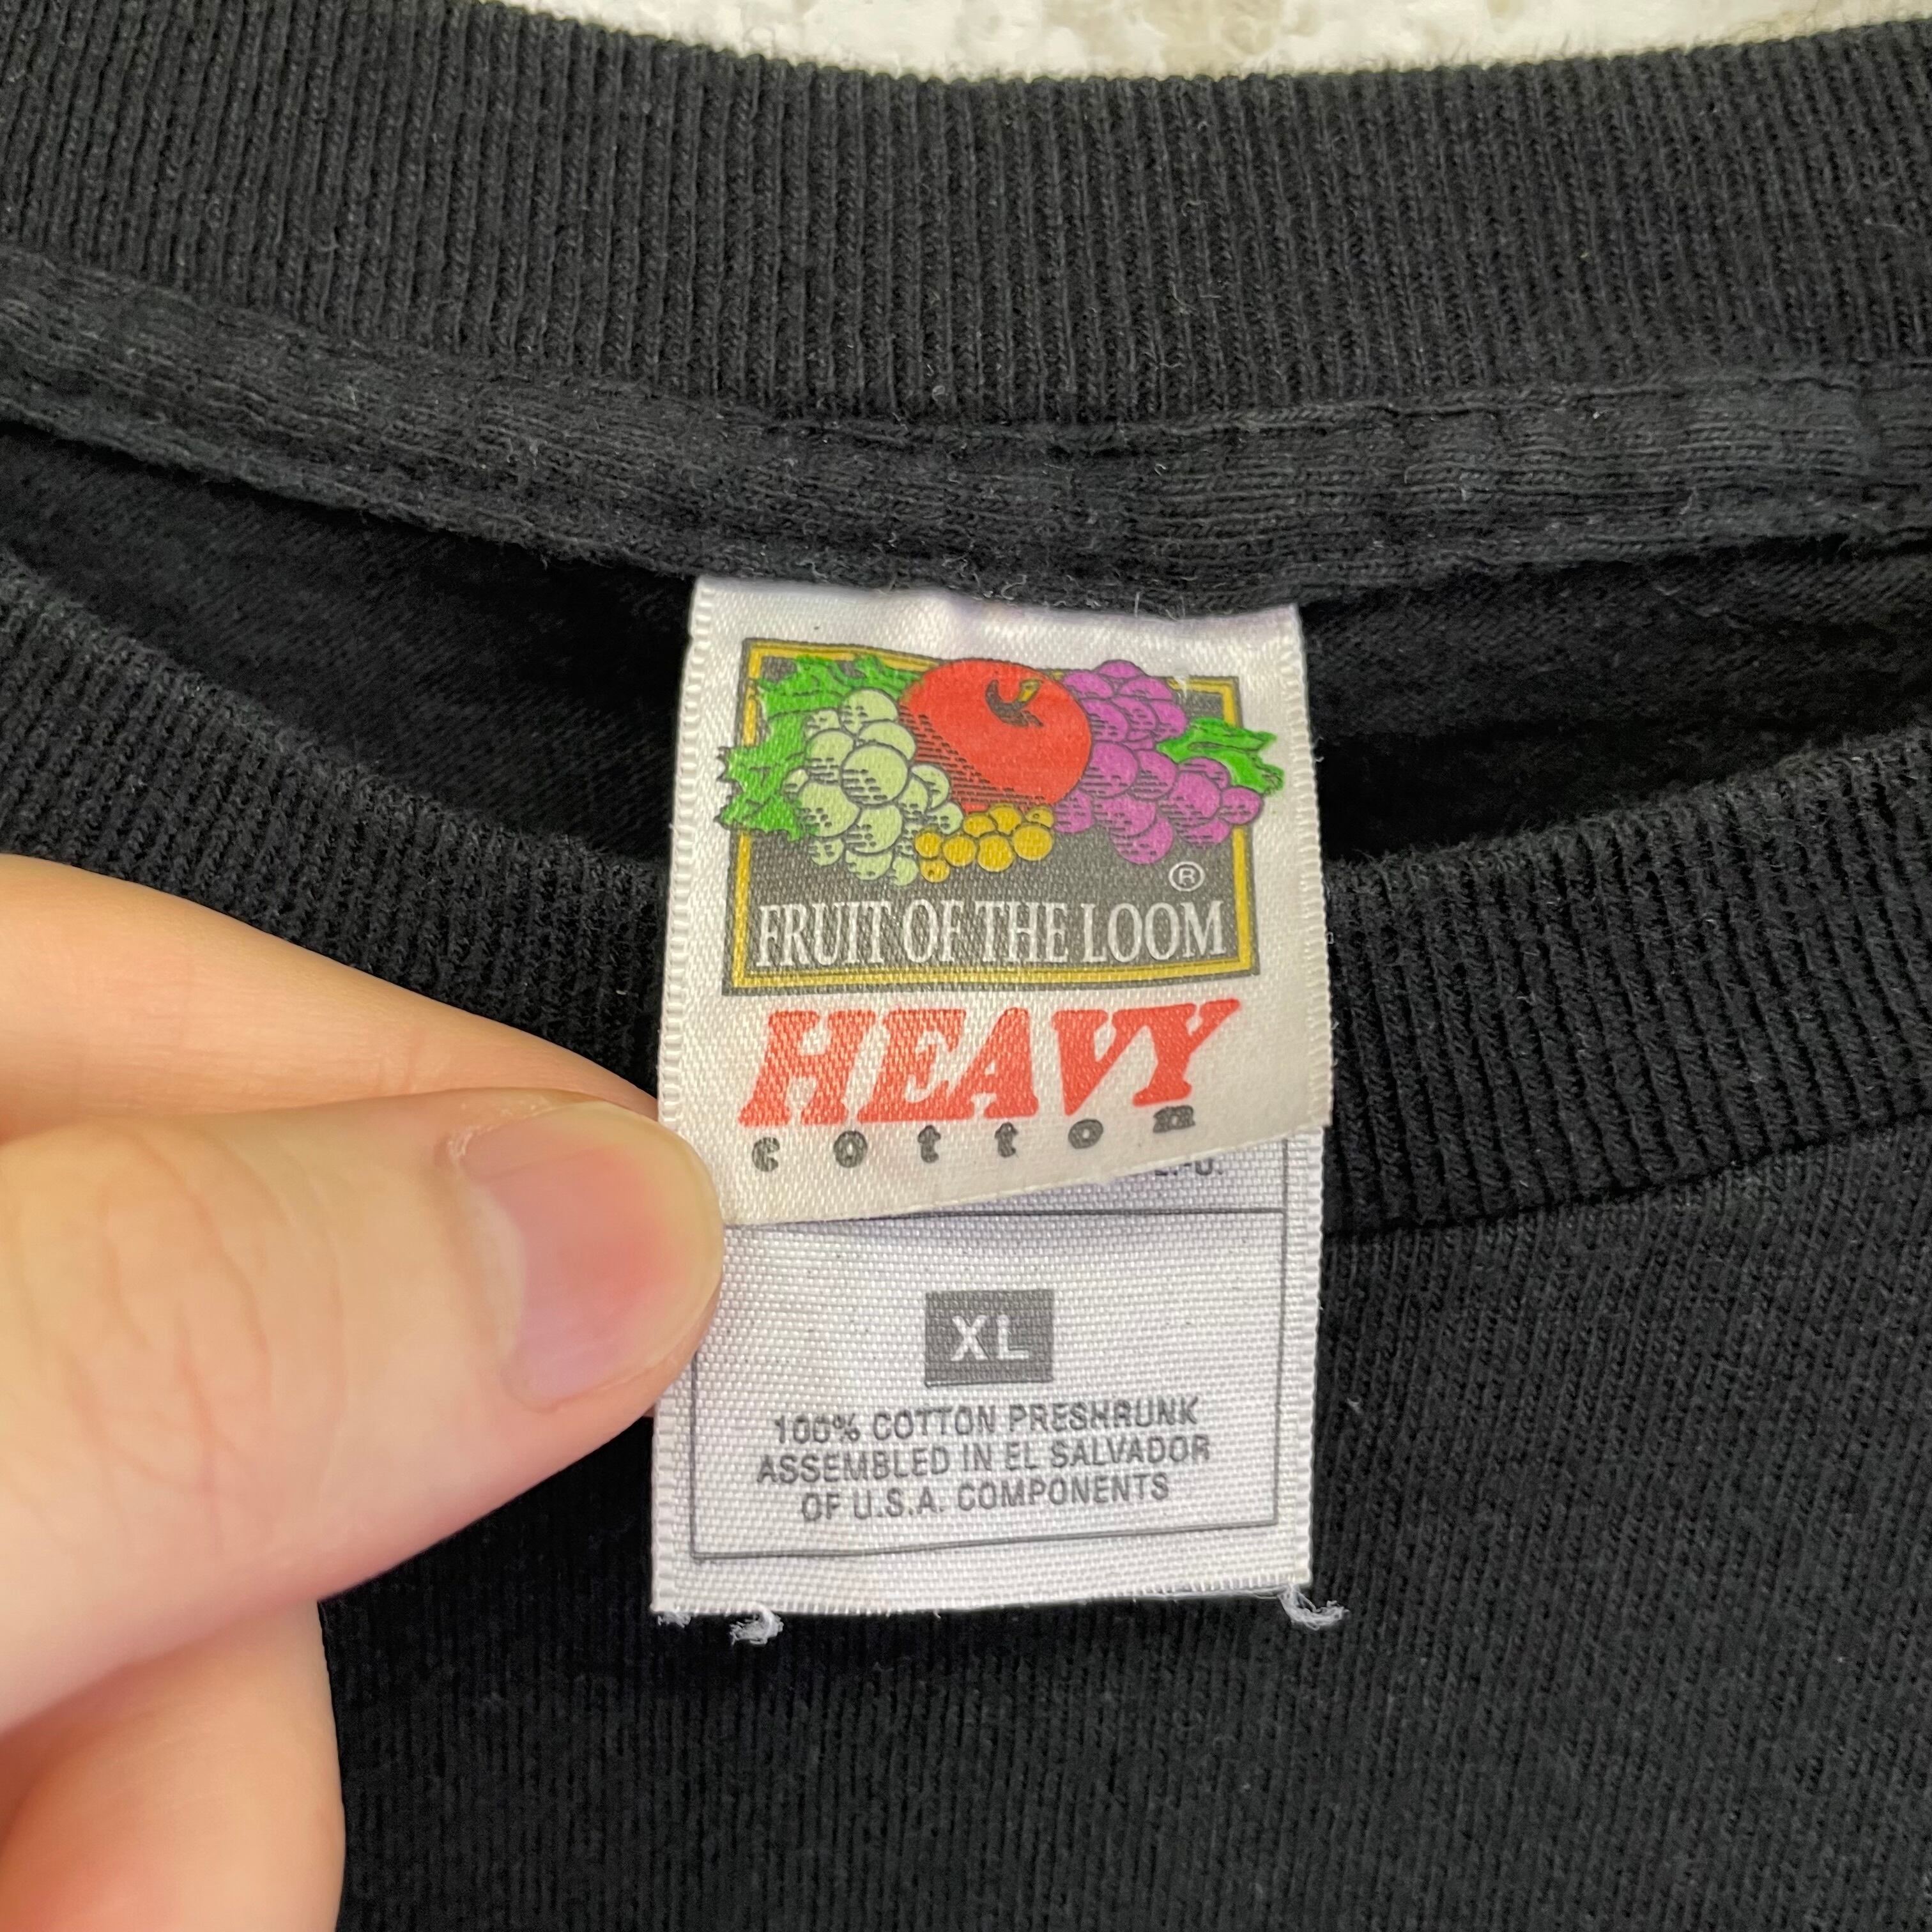 ®
FRUIT OF THE LOOM
HEAVY
cotton
XL
100% COTTON PRESHRUNK
ASSEMBLED IN EL SALVADOR
OF U.S.A. COMPONENTS